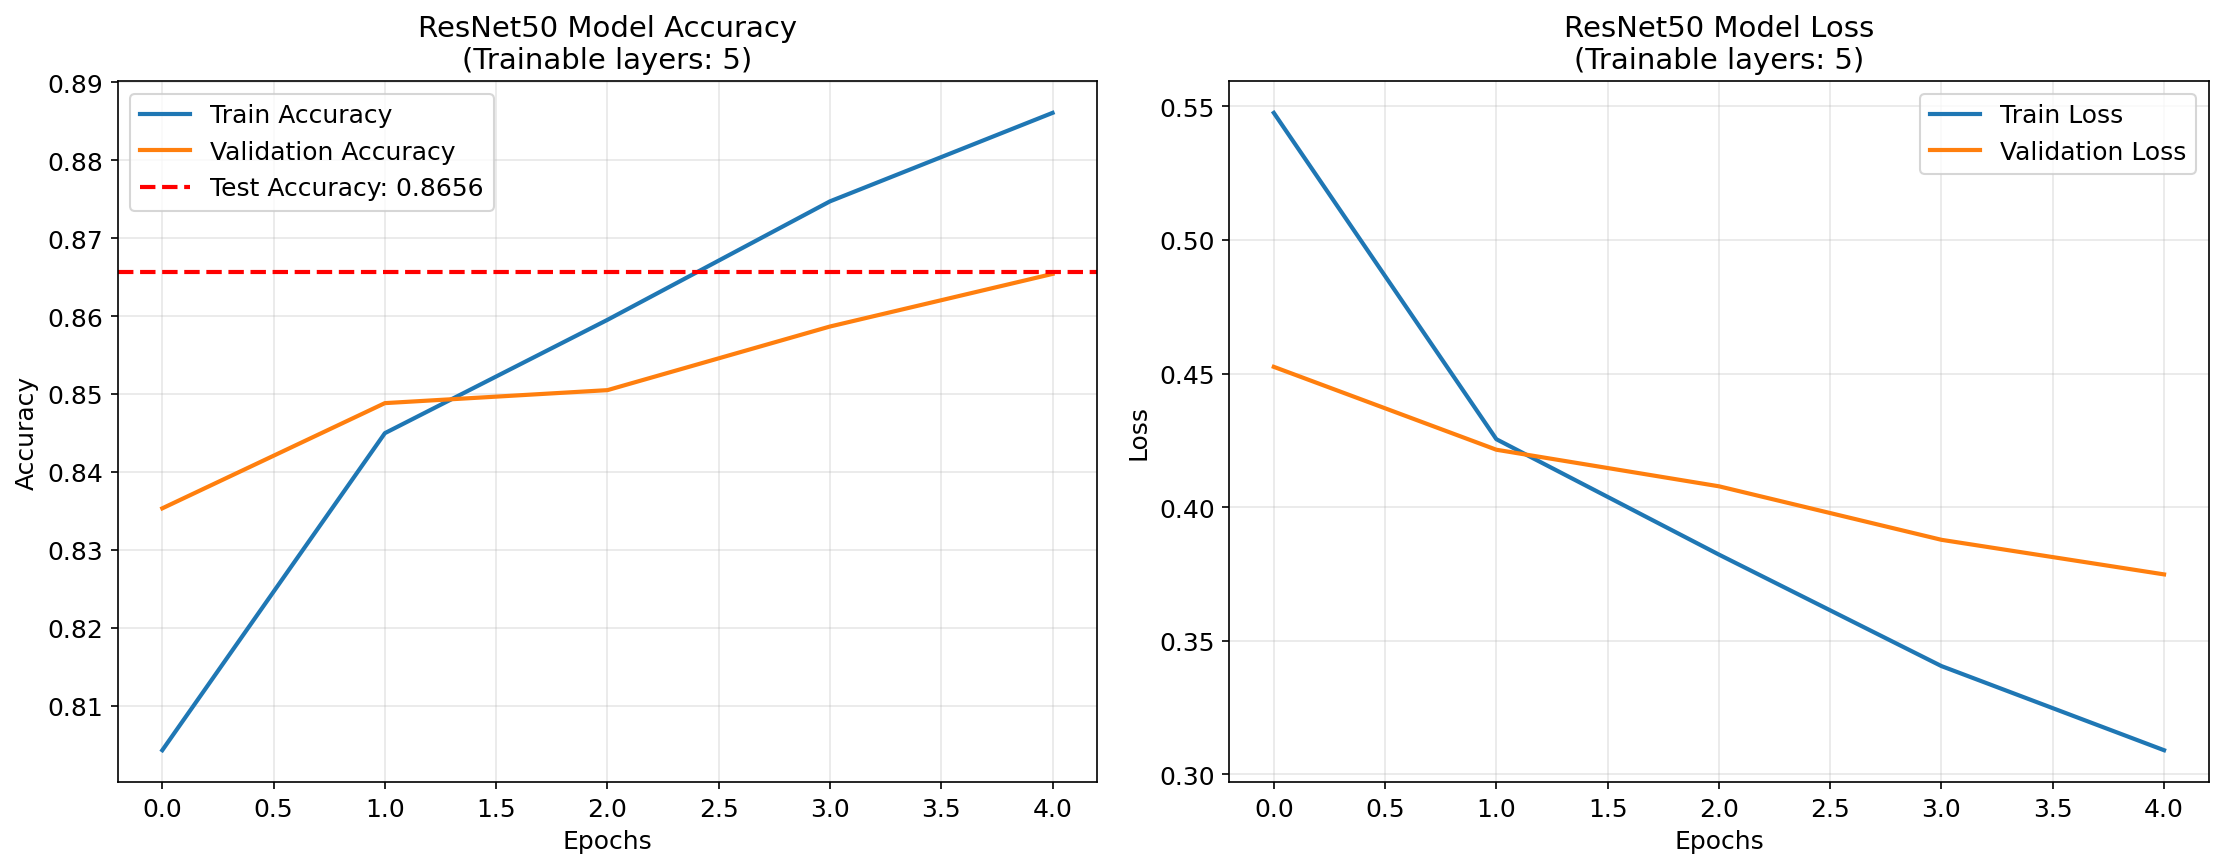 ResNet50 Model Accuracy
(Trainable layers: 5)
Train Accuracy
Validation Accuracy
Test Accuracy: 0.8656
0.89
0.88
0.87
0.86
0.85
0.84
0.83
0.82
0.81
Accuracy
0.0 0.5 1.0 1.5 2.0 2.5 3.0 3.5 4.0
Epochs
ResNet50 Model Loss
(Trainable layers: 5)
Train Loss
Validation Loss
0.55
0.50
0.45
0.40
0.35
0.30
Loss
0.0 0.5 1.0 1.5 2.0 2.5 3.0 3.5 4.0
Epochs